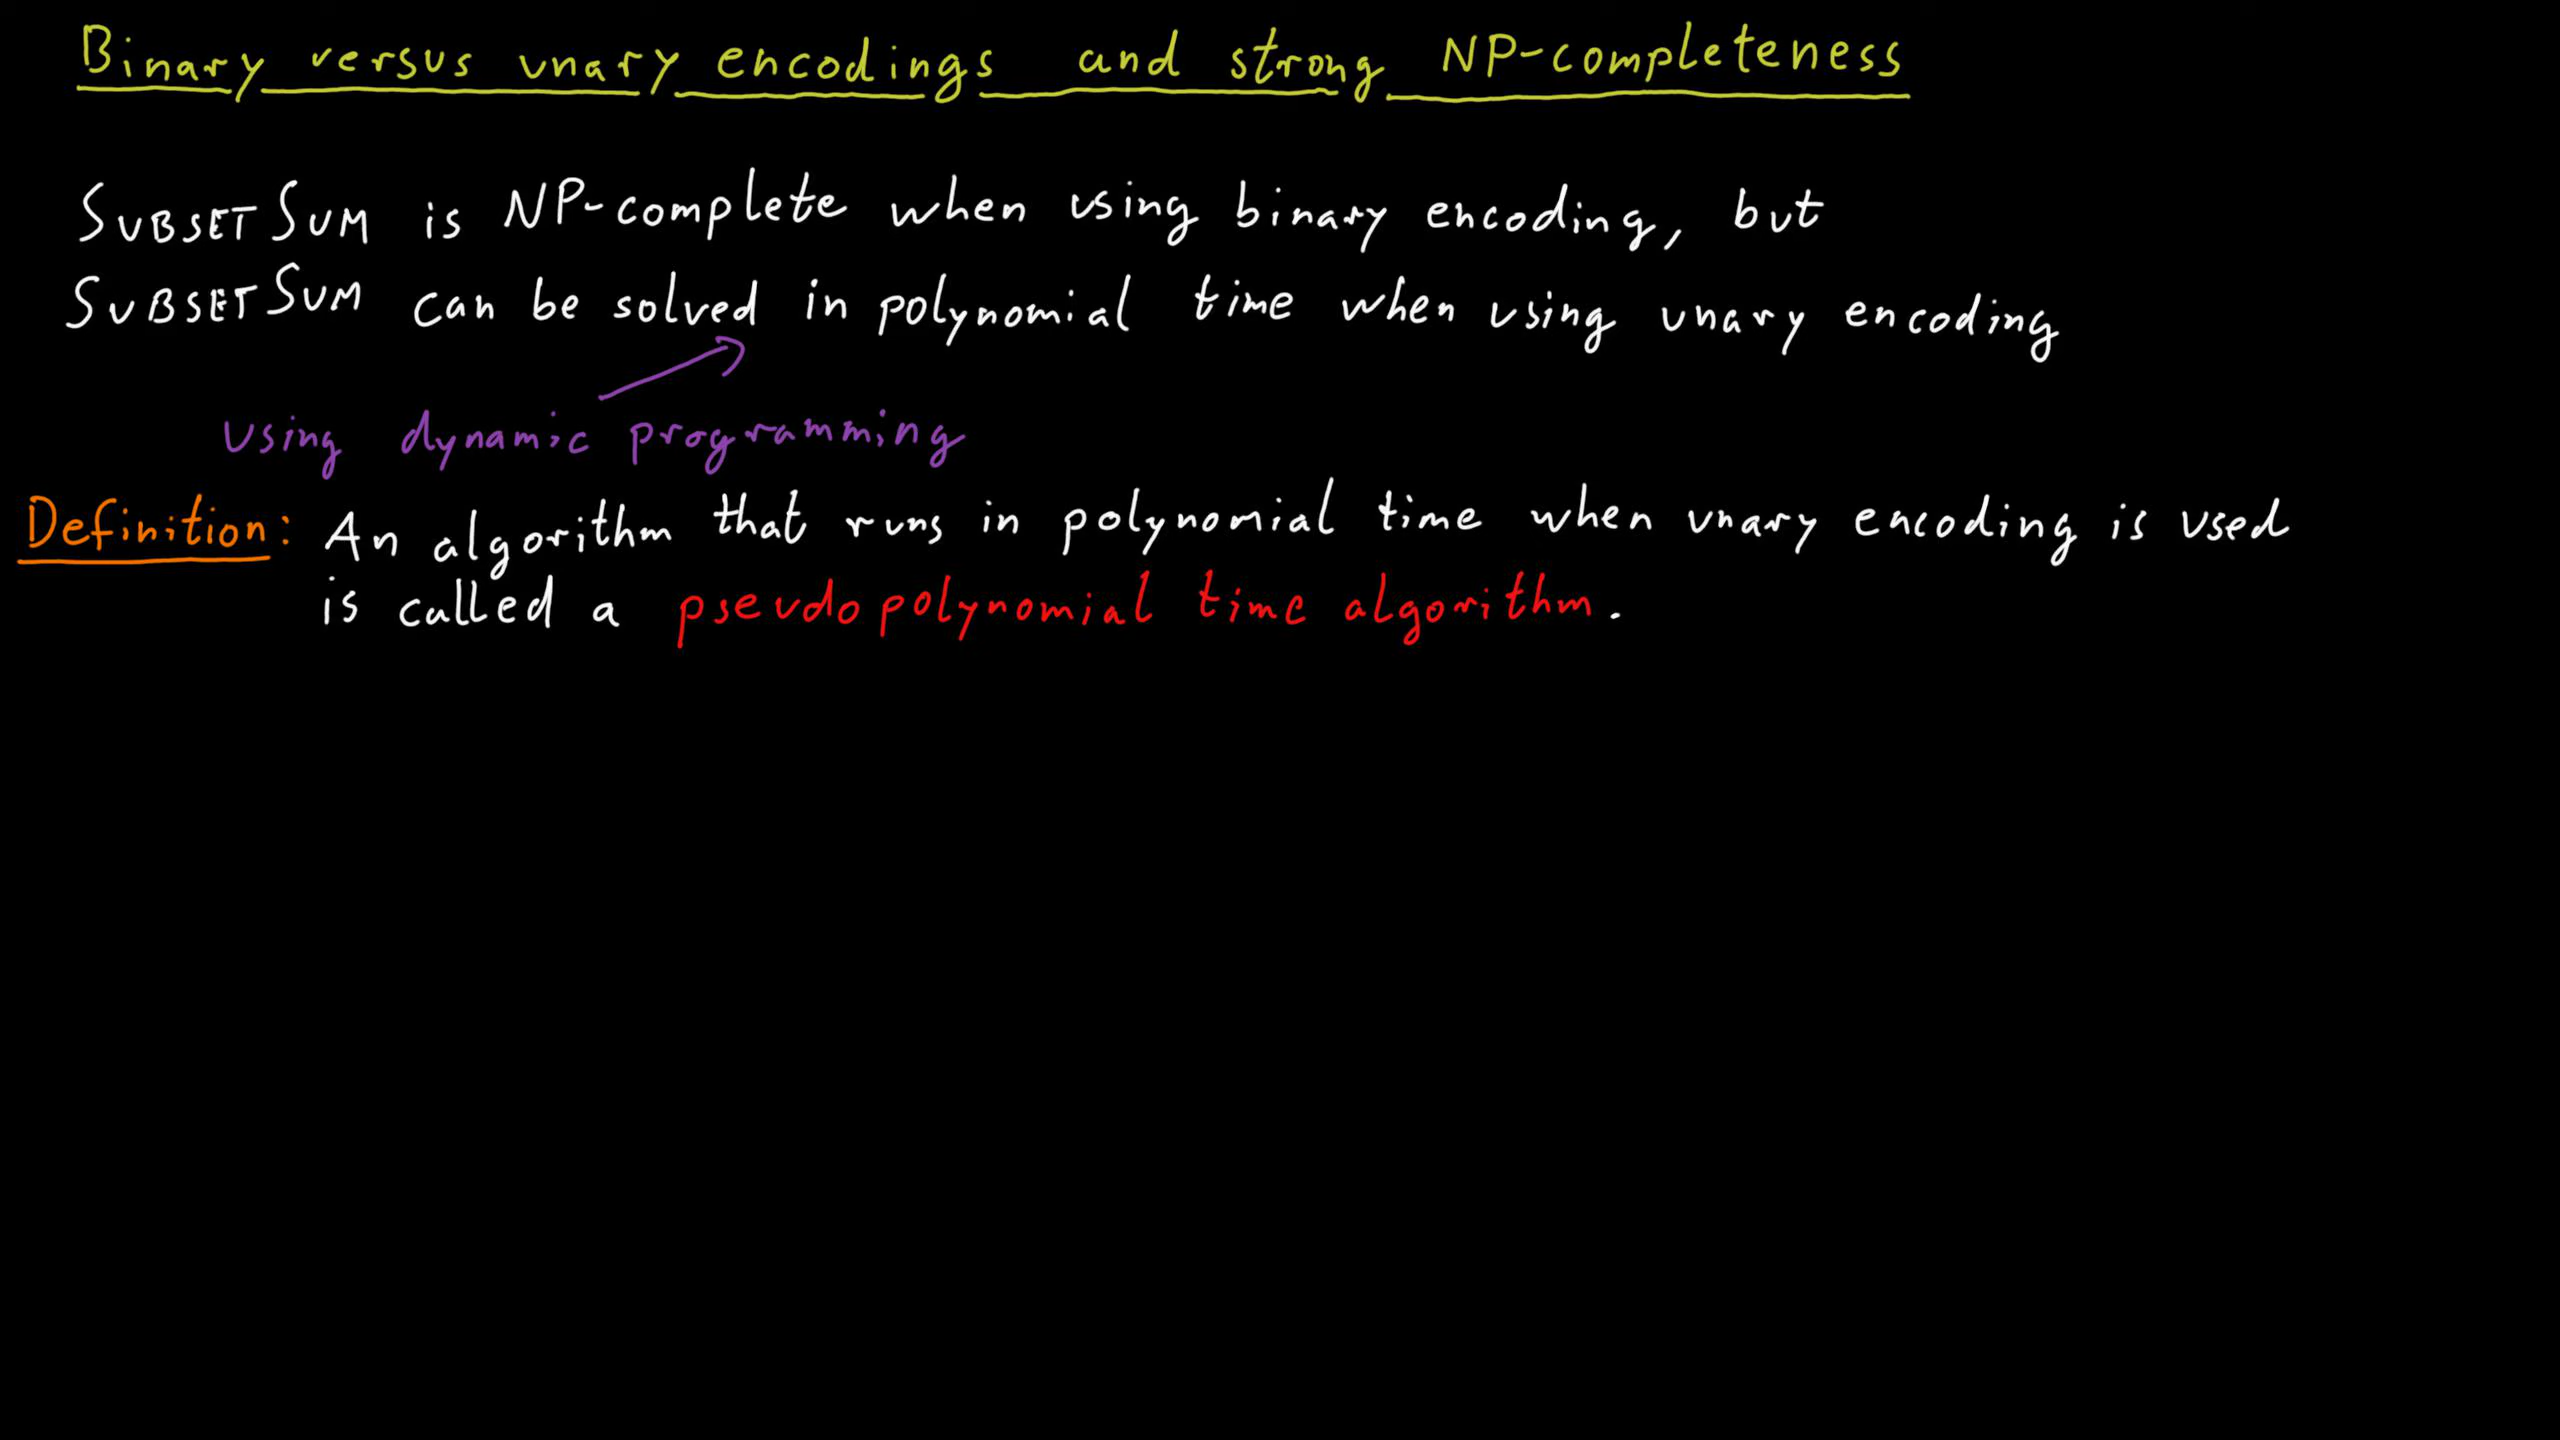 Binary versus unary encodings and strong NP-completeness
SUBSETSUM is NP-complete when using binary encoding, but
SUBSETSUM can be solved in polynomial time when using unary encoding
using dynamic programming
Definition: An algorithm that runs in polynomial time when unary encoding is used
is called a pseudopolynomial time algorithm.